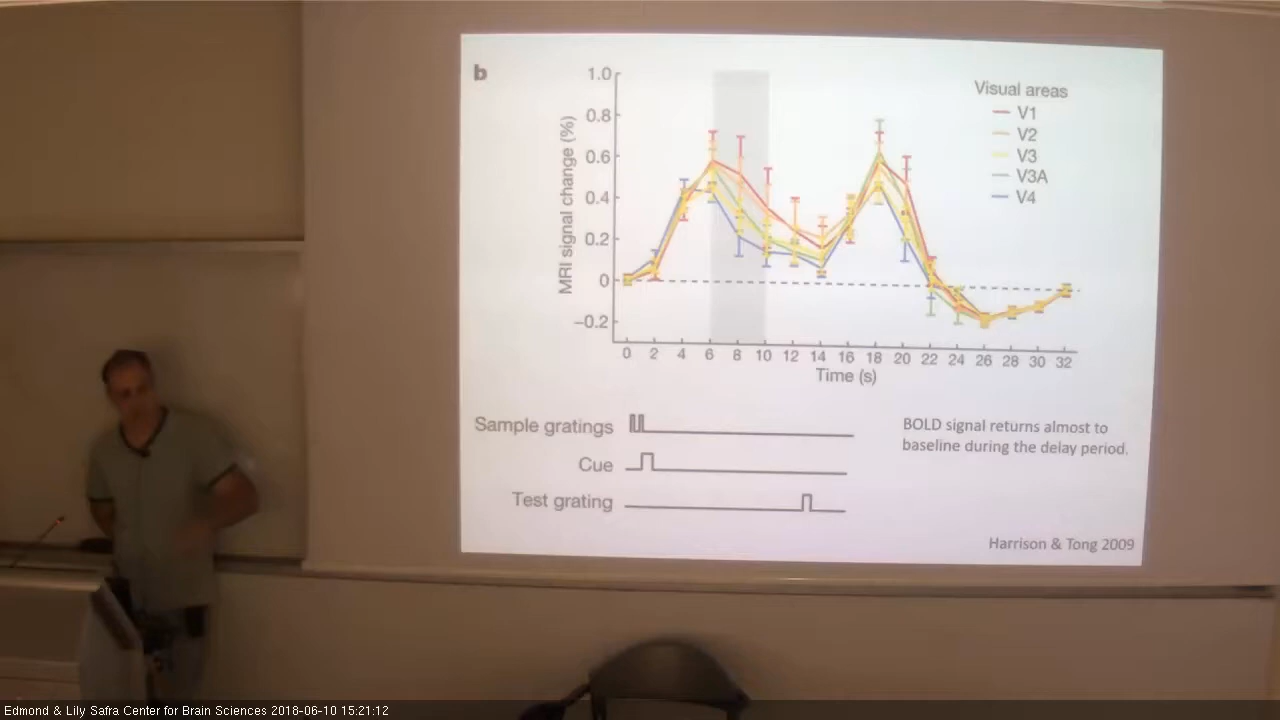 b
1.0
0.8
0.6
0.4
0.2
0
−0.2
MRI signal change (%)
Visual areas
V1
V2
V3
V3A
V4
0 2 4 6 8 10 12 14 16 18 20 22 24 26 28 30 32
Time (s)
Sample gratings
Cue
Test grating
BOLD signal returns almost to
baseline during the delay period.
Harrison & Tong 2009
Edmond & Lily Safra Center for Brain Sciences 2018-06-10 15:21:12